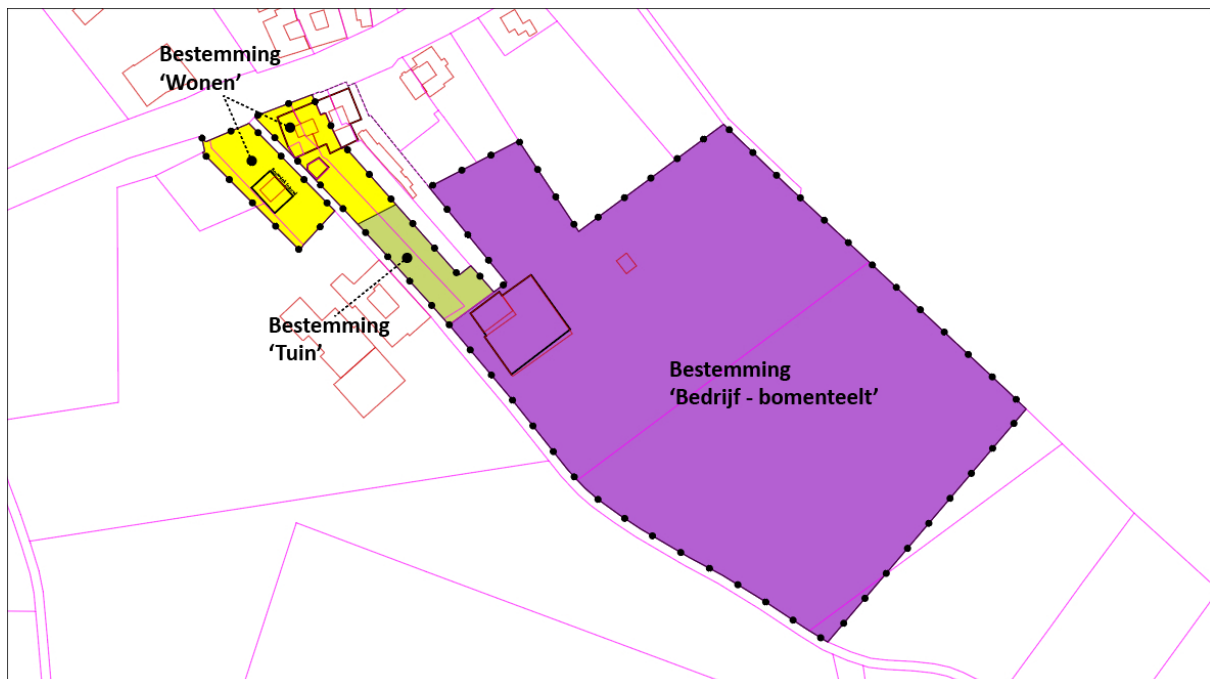 Bestemming
‘Wonen’
Bestemming
‘Tuin’
Bestemming
‘Bedrijf - bomenteelt’